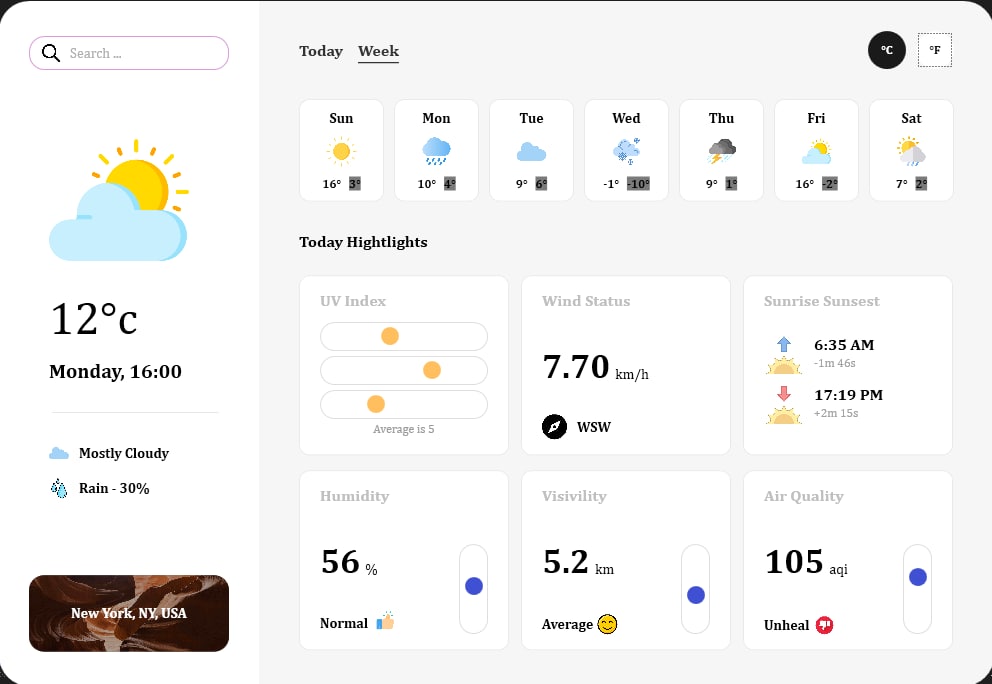 Search ...
12°c
Monday, 16:00
Mostly Cloudy
Rain - 30%
New York, NY, USA
Today Week
°C °F
Sun
16° 3°
Mon
10° 4°
Tue
9° 6°
Wed
-1° -10°
Thu
9° 1°
Fri
16° -2°
Sat
7° 2°
Today Hightlights
UV Index
Average is 5
Wind Status
7.70 km/h
WSW
Sunrise Sunsest
6:35 AM
-1m 46s
17:19 PM
+2m 15s
Humidity
56 %
Normal
Visivility
5.2 km
Average
Air Quality
105 aqi
Unheal